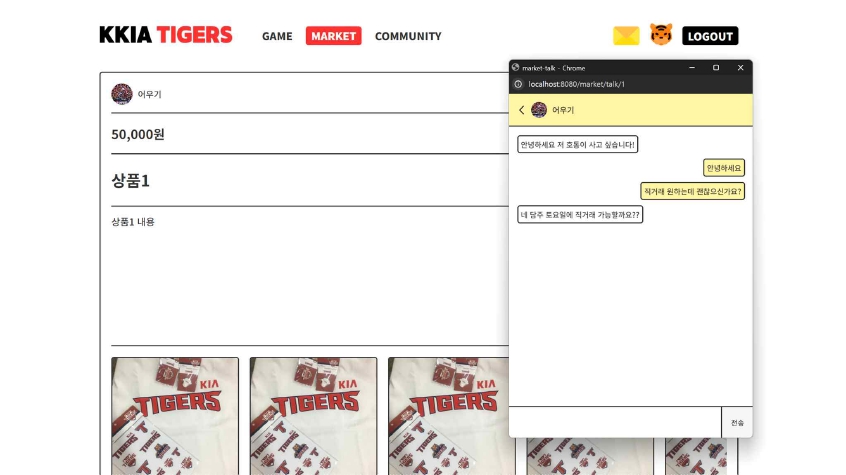 KKIA TIGERS
GAME
MARKET
COMMUNITY
LOGOUT
어우기
50,000원
상품1
상품1 내용
KIA
TIGERS
KIA
TIGERS
KIA
TIGERS
market-talk - Chrome
localhost:8080/market/talk/1
어우기
안녕하세요 저 호통이 사고 싶습니다!
안녕하세요
직거래 원하는데 괜찮으신가요?
네 담주 토요일에 직거래 가능할까요??
전송